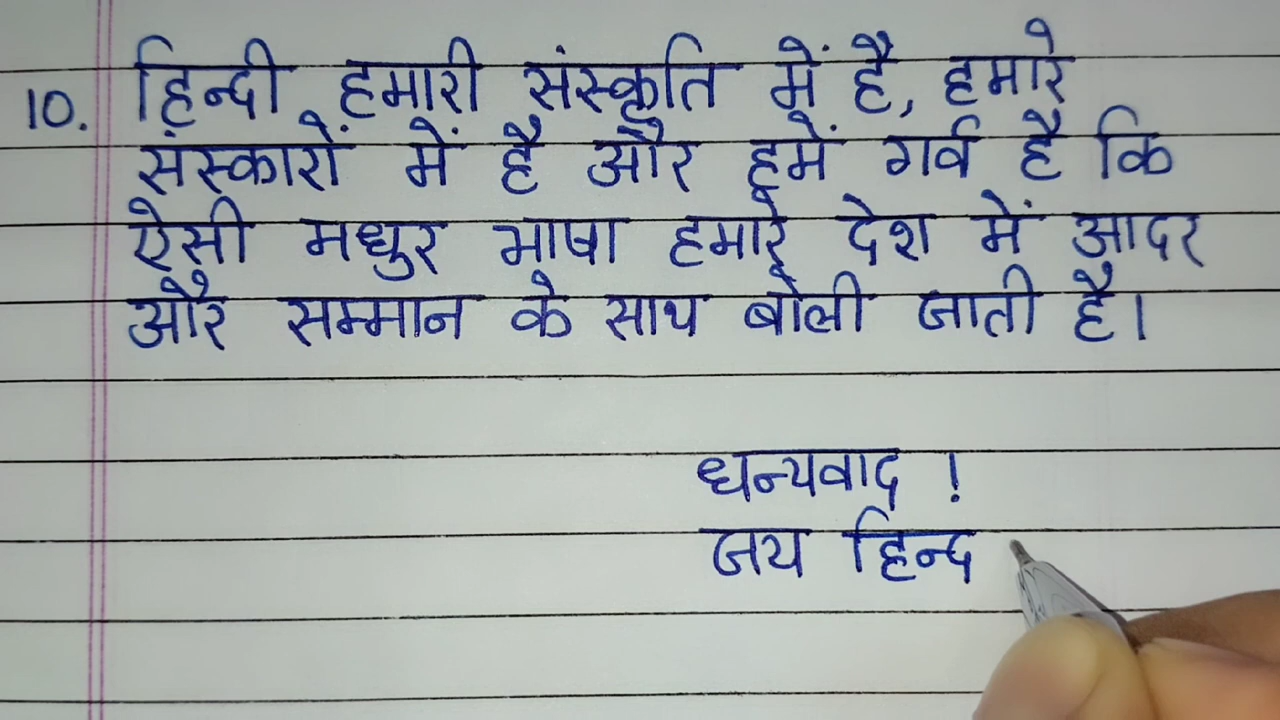 10. हिन्दी हमारी संस्कृति में है, हमारे
संस्कारों में है और हमें गर्व है कि
ऐसी मधुर भाषा हमारे देश में आदर
और सम्मान के साथ बोली जाती है।
धन्यवाद !
जय हिन्द